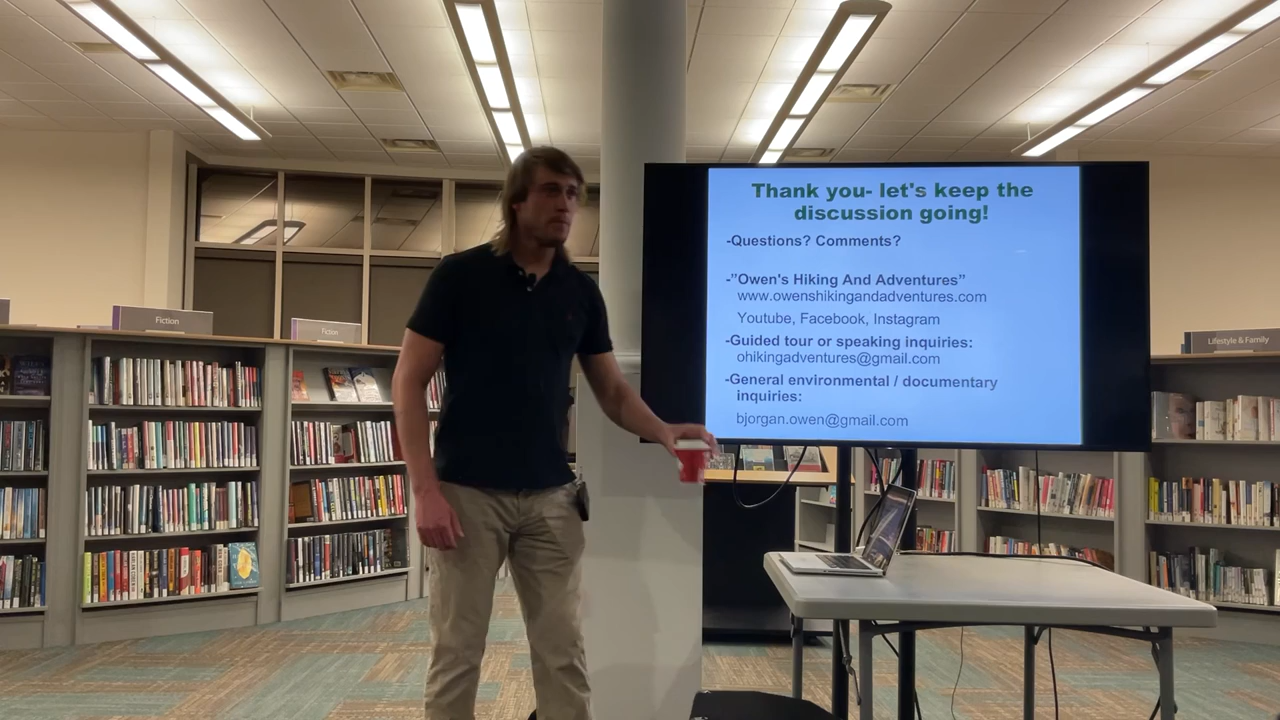 Thank you- let's keep the
discussion going!
-Questions? Comments?
-”Owen's Hiking And Adventures”
www.owenshikingandadventures.com
Youtube, Facebook, Instagram
-Guided tour or speaking inquiries:
ohikingadventures@gmail.com
-General environmental / documentary
inquiries:
bjorgan.owen@gmail.com
Fiction
Fiction
Lifestyle & Family